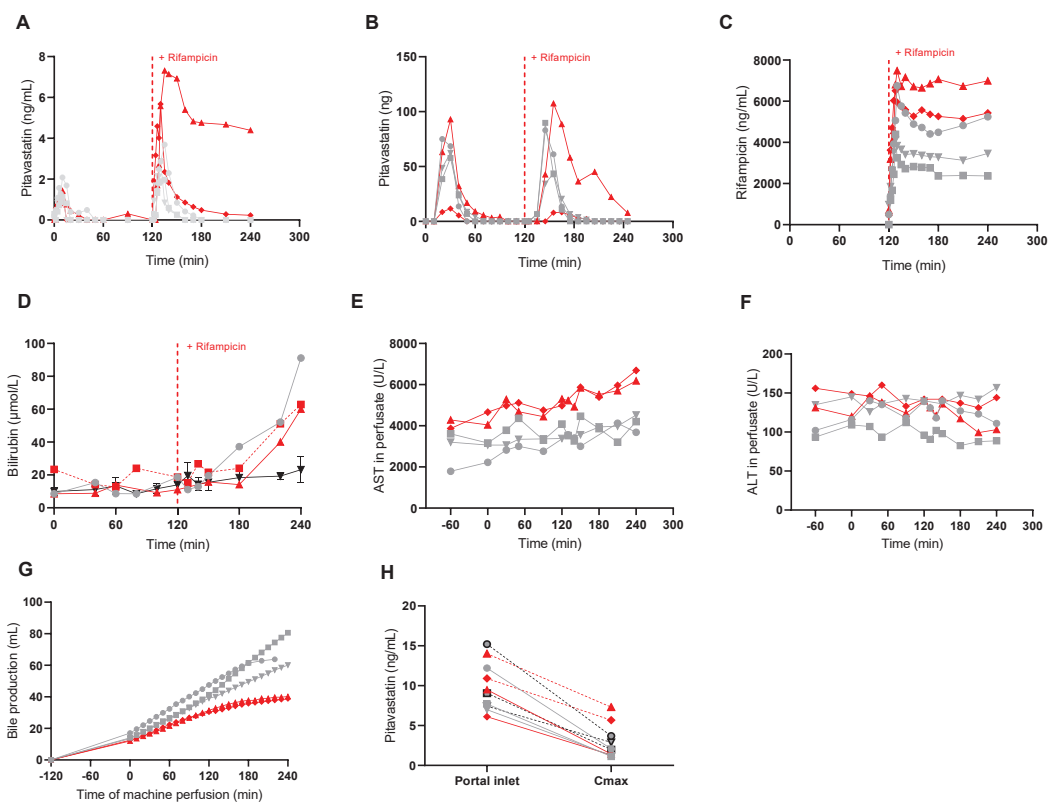 A
Pitavastatin (ng/mL)
8
6
4
2
0
+ Rifampicin
0
60
120
180
240
300
Time (min)
B
Pitavastatin (ng)
150
100
50
0
+ Rifampicin
0
60
120
180
240
300
Time (min)
C
Rifampicin (ng/mL)
8000
6000
4000
2000
0
+ Rifampicin
0
60
120
180
240
300
Time (min)
D
Bilirubin (µmol/L)
100
80
60
40
20
0
+ Rifampicin
0
60
120
180
240
Time (min)
E
AST in perfusate (U/L)
8000
6000
4000
2000
0
-60
0
60
120
180
240
300
Time (min)
F
ALT in perfusate (U/L)
200
150
100
50
0
-60
0
60
120
180
240
300
Time (min)
G
Bile production (mL)
100
80
60
40
20
0
-120
-60
0
60
120
180
240
Time of machine perfusion (min)
H
Pitavastatin (ng/mL)
20
15
10
5
0
Portal inlet
Cmax